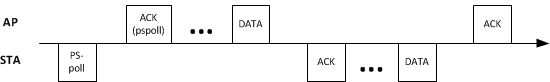 AP
ACK
(pspoll)
...
DATA
ACK
STA
PS-
poll
ACK
...
DATA